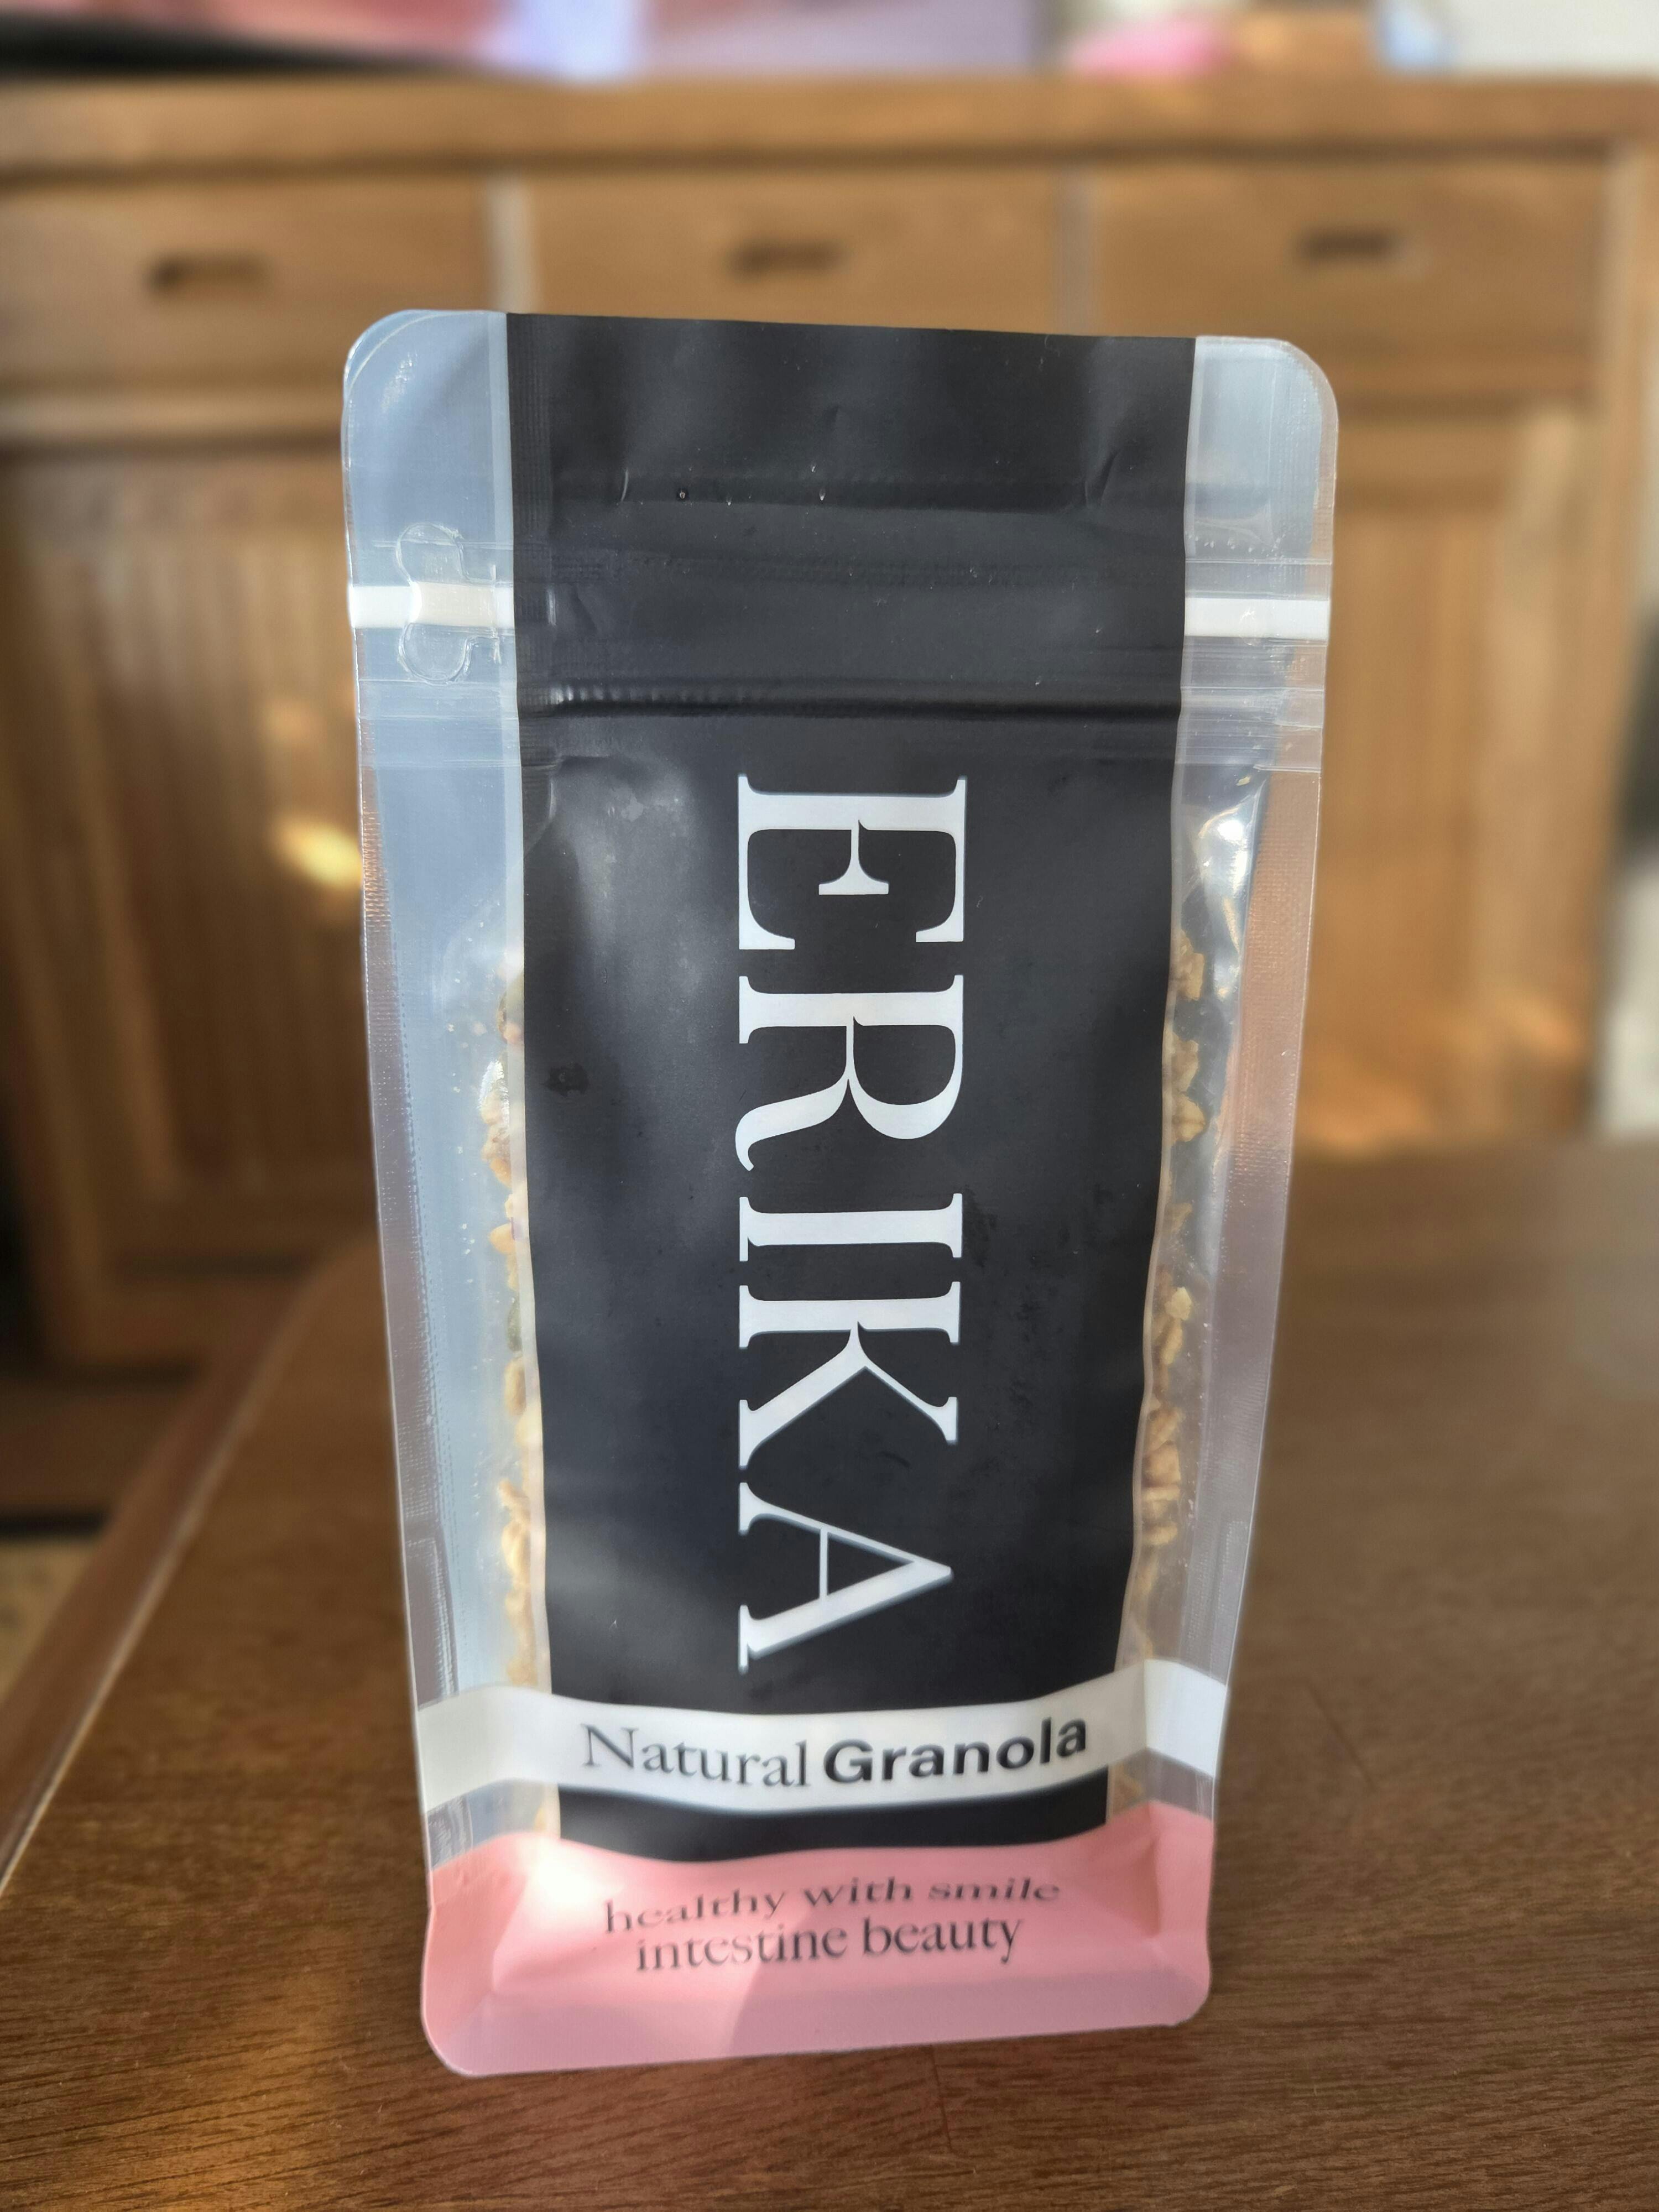 ERIKA
Natural Granola
healthy with smile
intestine beauty